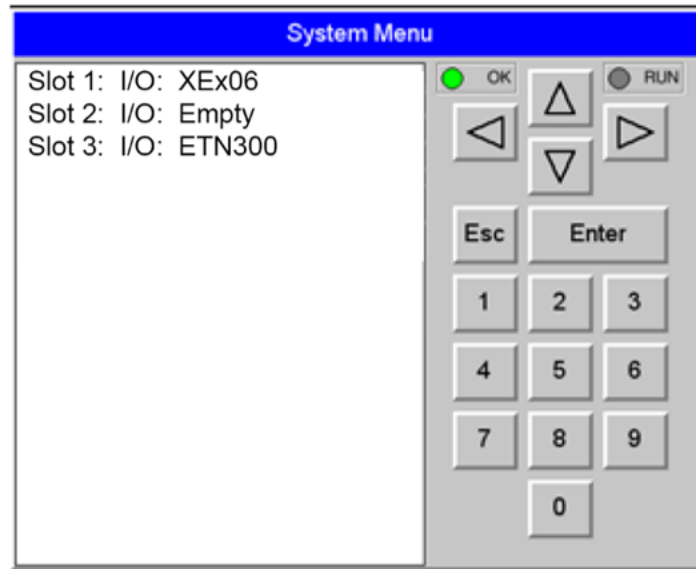 System Menu
Slot 1: I/O: XEx06
Slot 2: I/O: Empty
Slot 3: I/O: ETN300
OK RUN
Esc Enter
1 2 3
4 5 6
7 8 9
0